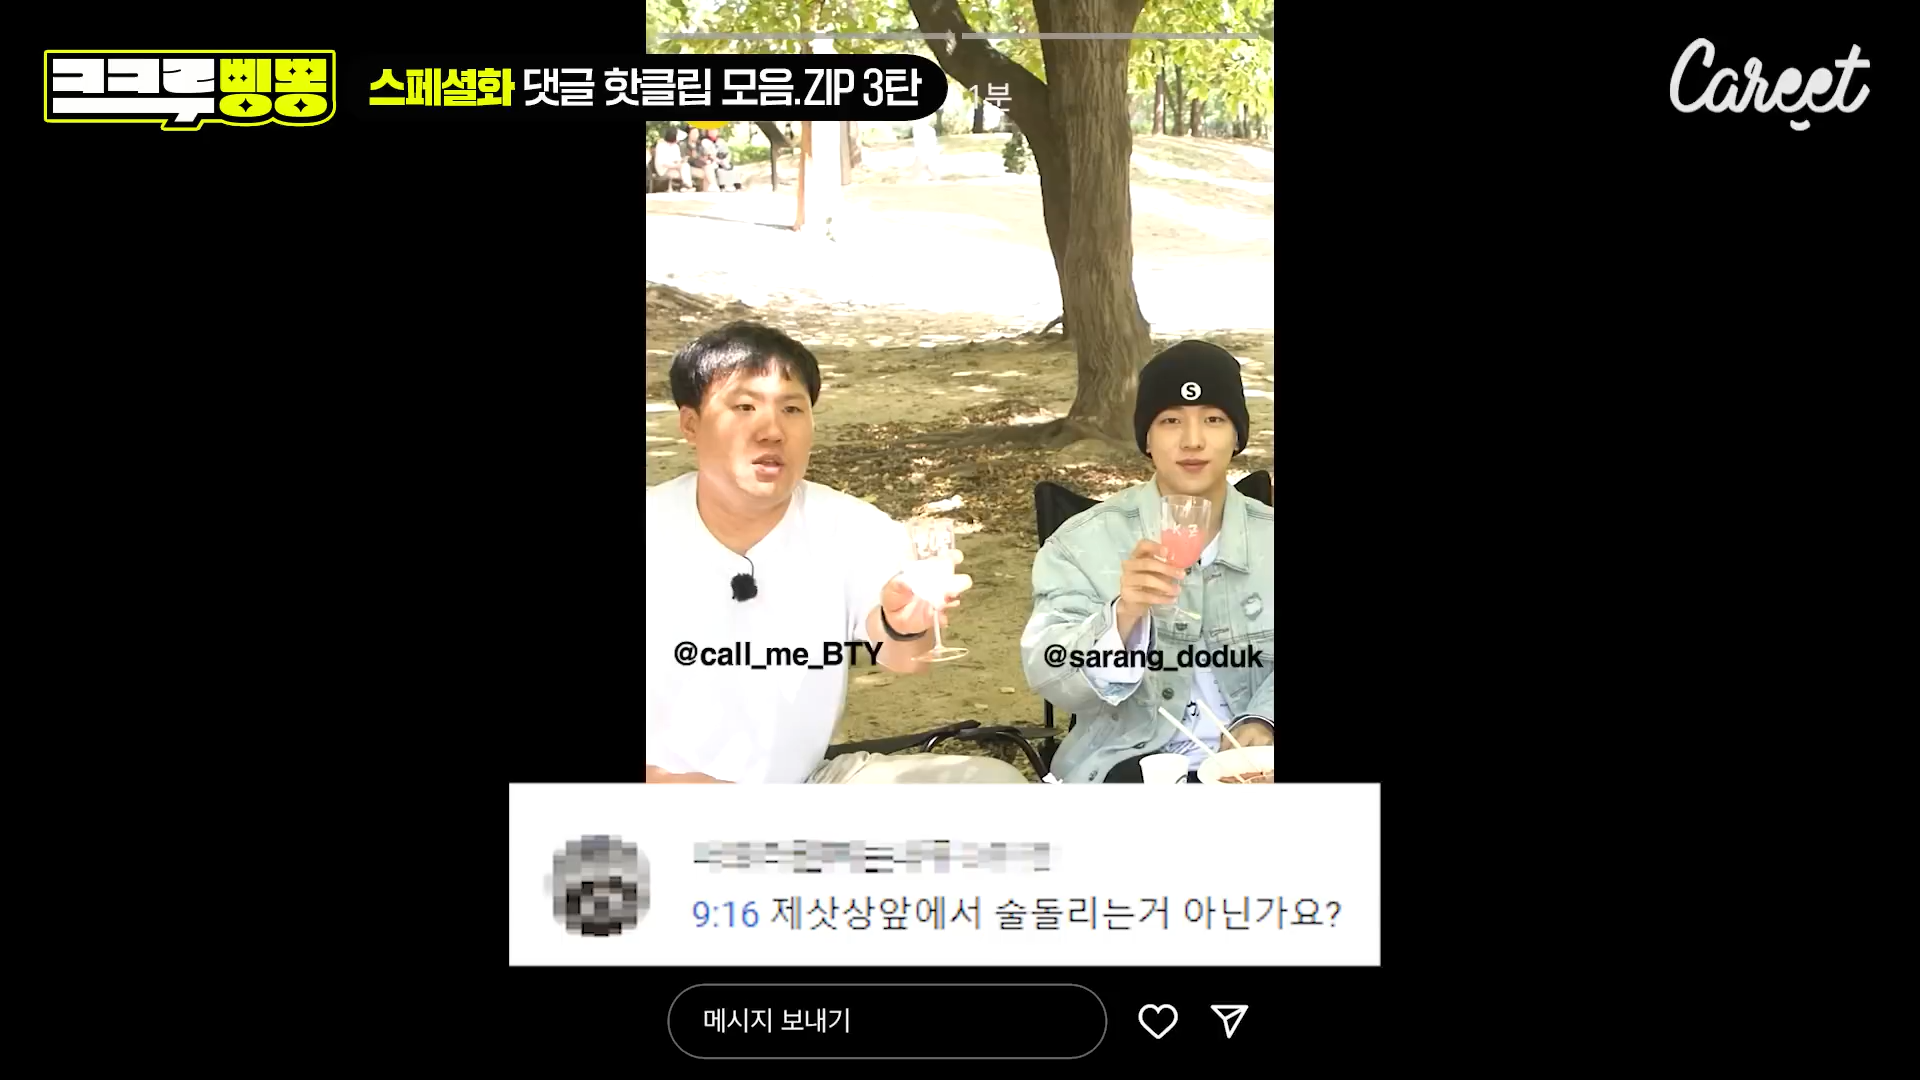 크크루삥뽕
스페셜화 댓글 핫클립 모음.ZIP 3탄
1분
Careet
S
@call_me_BTY
@sarang_doduk
9:16 제삿상앞에서 술돌리는거 아닌가요?
메시지 보내기